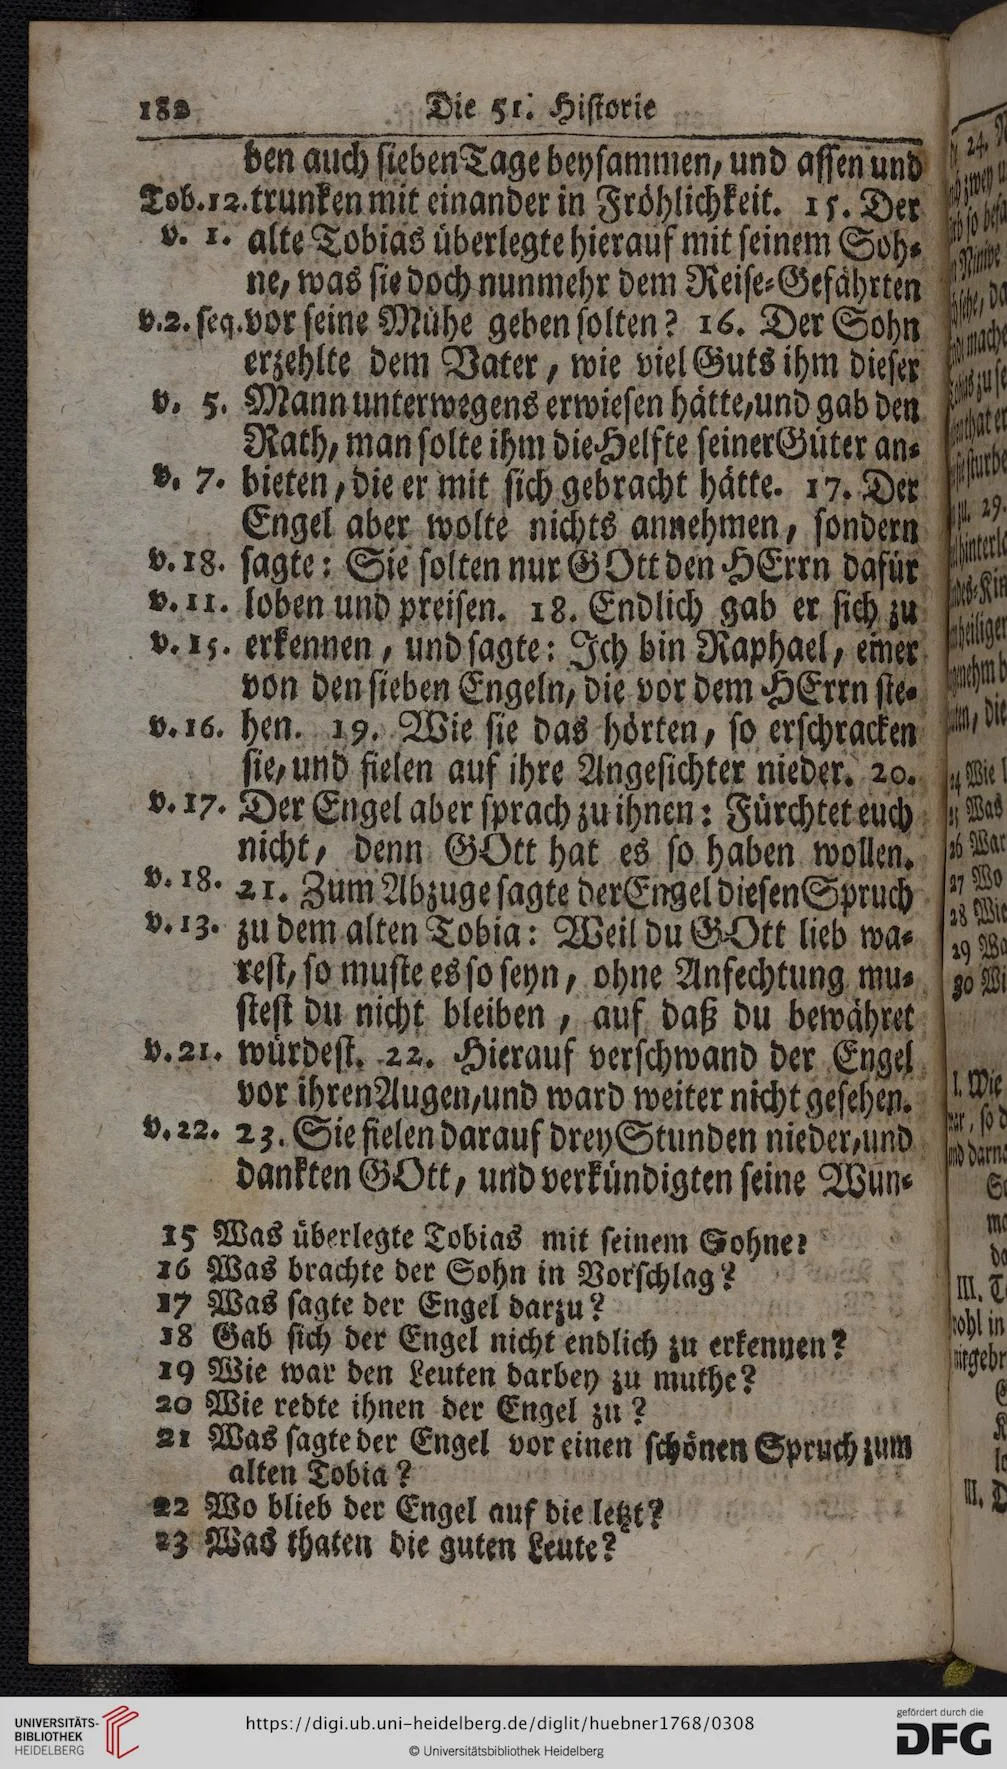 182 Die 51. Historie
ben auch sieben Tage beysammen, und assen und
Tob.12. trunken mit einander in Fröhlichkeit. 15. Der
v. 1. alte Tobias überlegte hierauf mit seinem Soh-
ne, was sie doch nunmehr dem Reise-Gefährten
v.2. seq. vor seine Mühe geben solten? 16. Der Sohn
erzehlte dem Vater, wie viel Guts ihm dieser
v. 5. Mann unterwegens erwiesen hätte, und gab den
Rath, man solte ihm die Helfte seiner Güter an-
v. 7. bieten, die er mit sich gebracht hätte. 17. Der
Engel aber wolte nichts annehmen, sondern
v.18. sagte: Sie solten nur GOtt den HErrn dafür
v.11. loben und preisen. 18. Endlich gab er sich zu
v.15. erkennen, und sagte: Ich bin Raphael, einer
von den sieben Engeln, die vor dem HErrn ste-
v.16. hen. 19. Wie sie das hörten, so erschracken
sie, und fielen auf ihre Angesichter nieder. 20.
v.17. Der Engel aber sprach zu ihnen: Fürchtet euch
nicht, denn GOtt hat es so haben wollen.
v.18. 21. Zum Abzuge sagte der Engel diesen Spruch
v.13. zu dem alten Tobia: Weil du GOtt lieb wa-
rest, so muste es so seyn, ohne Anfechtung mu-
stest du nicht bleiben, auf daß du bewähret
v.21. würdest. 22. Hierauf verschwand der Engel
vor ihren Augen, und ward weiter nicht gesehen.
v.22. 23. Sie fielen darauf drey Stunden nieder, und
dankten GOtt, und verkündigten seine Wun-
15 Was überlegte Tobias mit seinem Sohne?
16 Was brachte der Sohn in Vorschlag?
17 Was sagte der Engel darzu?
18 Gab sich der Engel nicht endlich zu erkennen?
19 Wie war den Leuten darbey zu muthe?
20 Wie redte ihnen der Engel zu?
21 Was sagte der Engel vor einen schönen Spruch zum
alten Tobia?
22 Wo blieb der Engel auf die letzt?
23 Was thaten die guten Leute?
UNIVERSITÄTS-
BIBLIOTHEK
HEIDELBERG
https://digi.ub.uni-heidelberg.de/diglit/huebner1768/0308
© Universitätsbibliothek Heidelberg
gefördert durch die
DFG